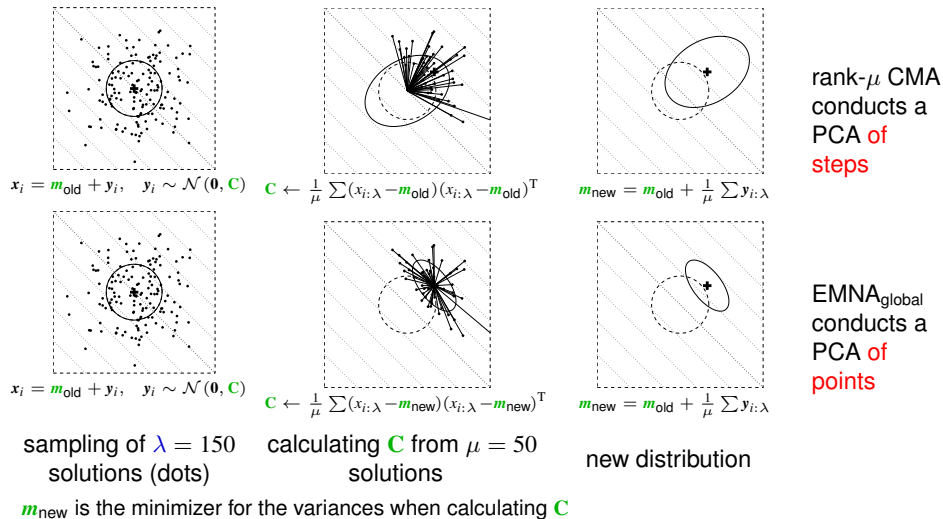 rank-μ CMA
conducts a
PCA of
steps
x_i = m_old + y_i, y_i ∼ 𝒩(0, C)
C ← 1/μ ∑(x_{i:λ} − m_old)(x_{i:λ} − m_old)^T
m_new = m_old + 1/μ ∑ y_{i:λ}
EMNA_global
conducts a
PCA of
points
x_i = m_old + y_i, y_i ∼ 𝒩(0, C)
C ← 1/μ ∑(x_{i:λ} − m_new)(x_{i:λ} − m_new)^T
m_new = m_old + 1/μ ∑ y_{i:λ}
sampling of λ = 150
solutions (dots)
calculating C from μ = 50
solutions
new distribution
m_new is the minimizer for the variances when calculating C